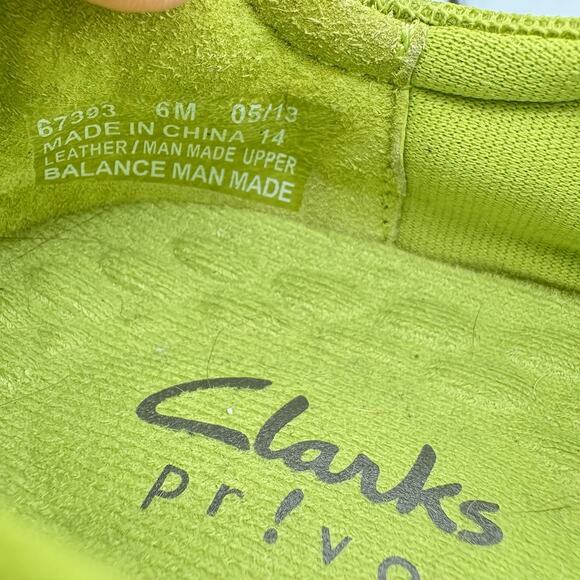 67393 6M 05/13
MADE IN CHINA 14
LEATHER/MAN MADE UPPER
BALANCE MAN MADE
Clarks
pr!vo